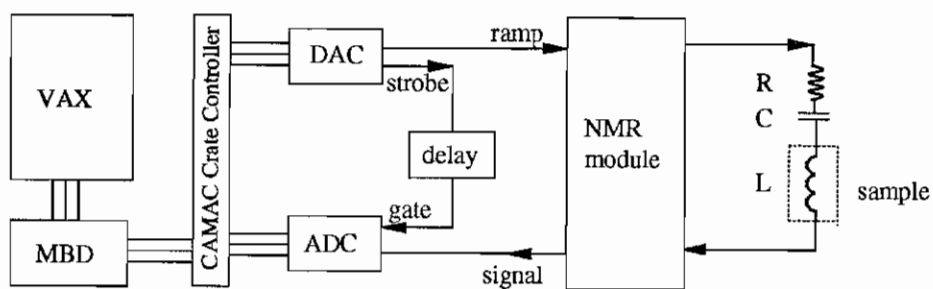 VAX
MBD
CAMAC Crate Controller
DAC
ramp
strobe
delay
gate
ADC
signal
NMR
module
R
C
L
sample